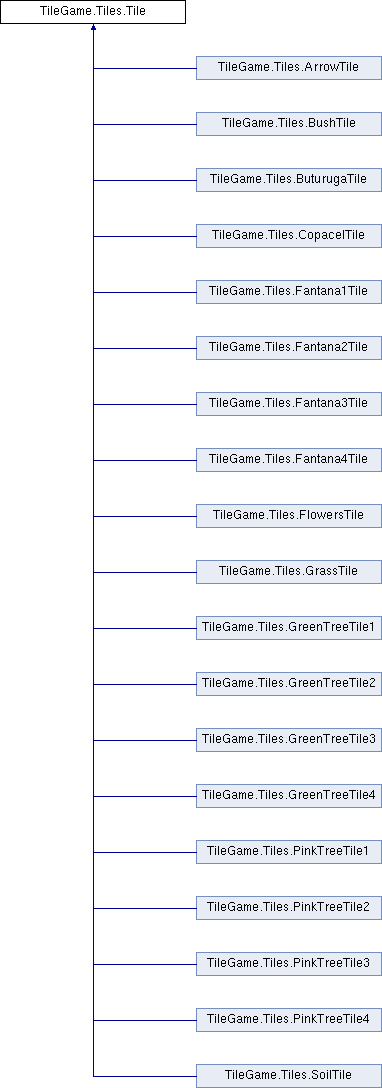 TileGame.Tiles.Tile
TileGame.Tiles.ArrowTile
TileGame.Tiles.BushTile
TileGame.Tiles.ButurugaTile
TileGame.Tiles.CopacelTile
TileGame.Tiles.Fantana1Tile
TileGame.Tiles.Fantana2Tile
TileGame.Tiles.Fantana3Tile
TileGame.Tiles.Fantana4Tile
TileGame.Tiles.FlowersTile
TileGame.Tiles.GrassTile
TileGame.Tiles.GreenTreeTile1
TileGame.Tiles.GreenTreeTile2
TileGame.Tiles.GreenTreeTile3
TileGame.Tiles.GreenTreeTile4
TileGame.Tiles.PinkTreeTile1
TileGame.Tiles.PinkTreeTile2
TileGame.Tiles.PinkTreeTile3
TileGame.Tiles.PinkTreeTile4
TileGame.Tiles.SoilTile